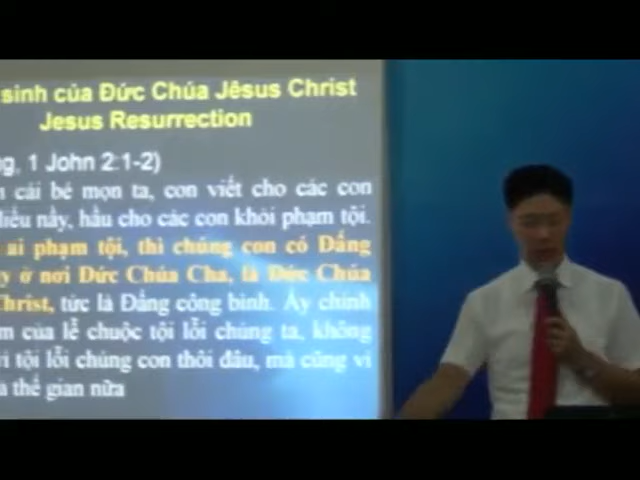 sinh của Đức Chúa Jêsus Christ
Jesus Resurrection
1 John 2:1-2)
cái bé mọn ta, con viết cho các con
nầy, hầu cho các con khỏi phạm tội.
ai phạm tội, thì chúng con có Đấng
ở nơi Đức Chúa Cha, là Đức Chúa
Christ, tức là Đấng công bình. Ấy chính
của lễ chuộc tội lỗi chúng ta, không
tội lỗi chúng con thôi đâu, mà cũng vì
thế gian nữa